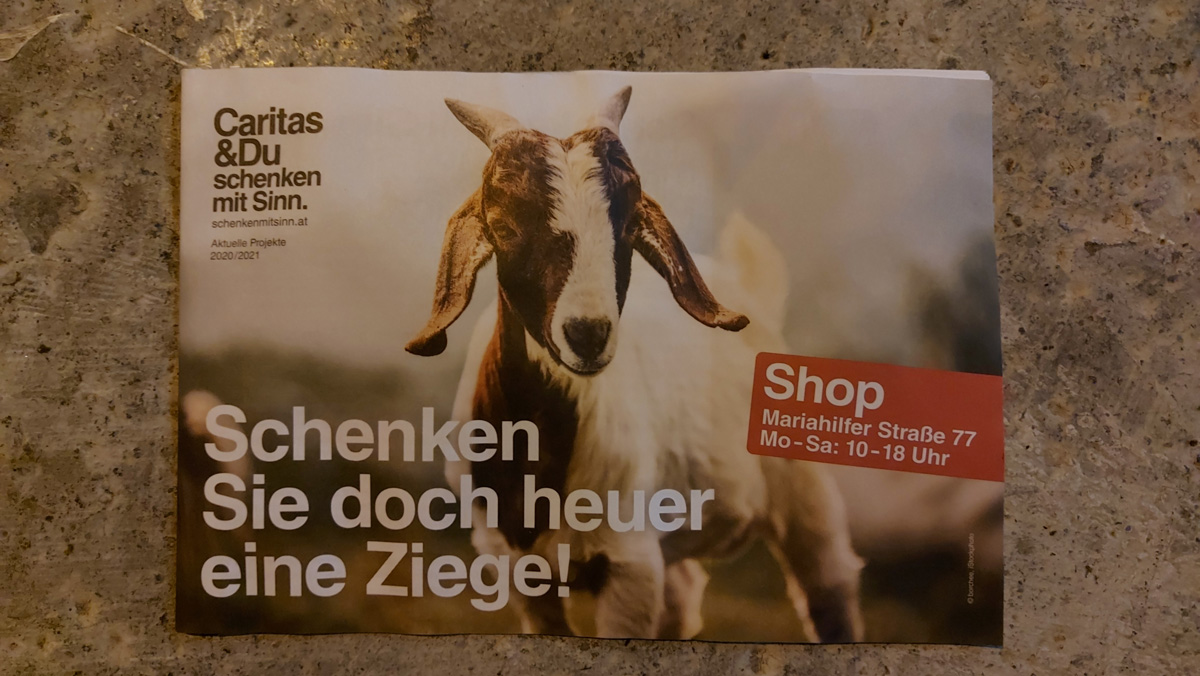 Caritas
&Du
schenken
mit Sinn.
schenkenmitsinn.at
Aktuelle Projekte
2020/2021
Shop
Mariahilfer Straße 77
Mo–Sa: 10–18 Uhr
Schenken
Sie doch heuer
eine Ziege!